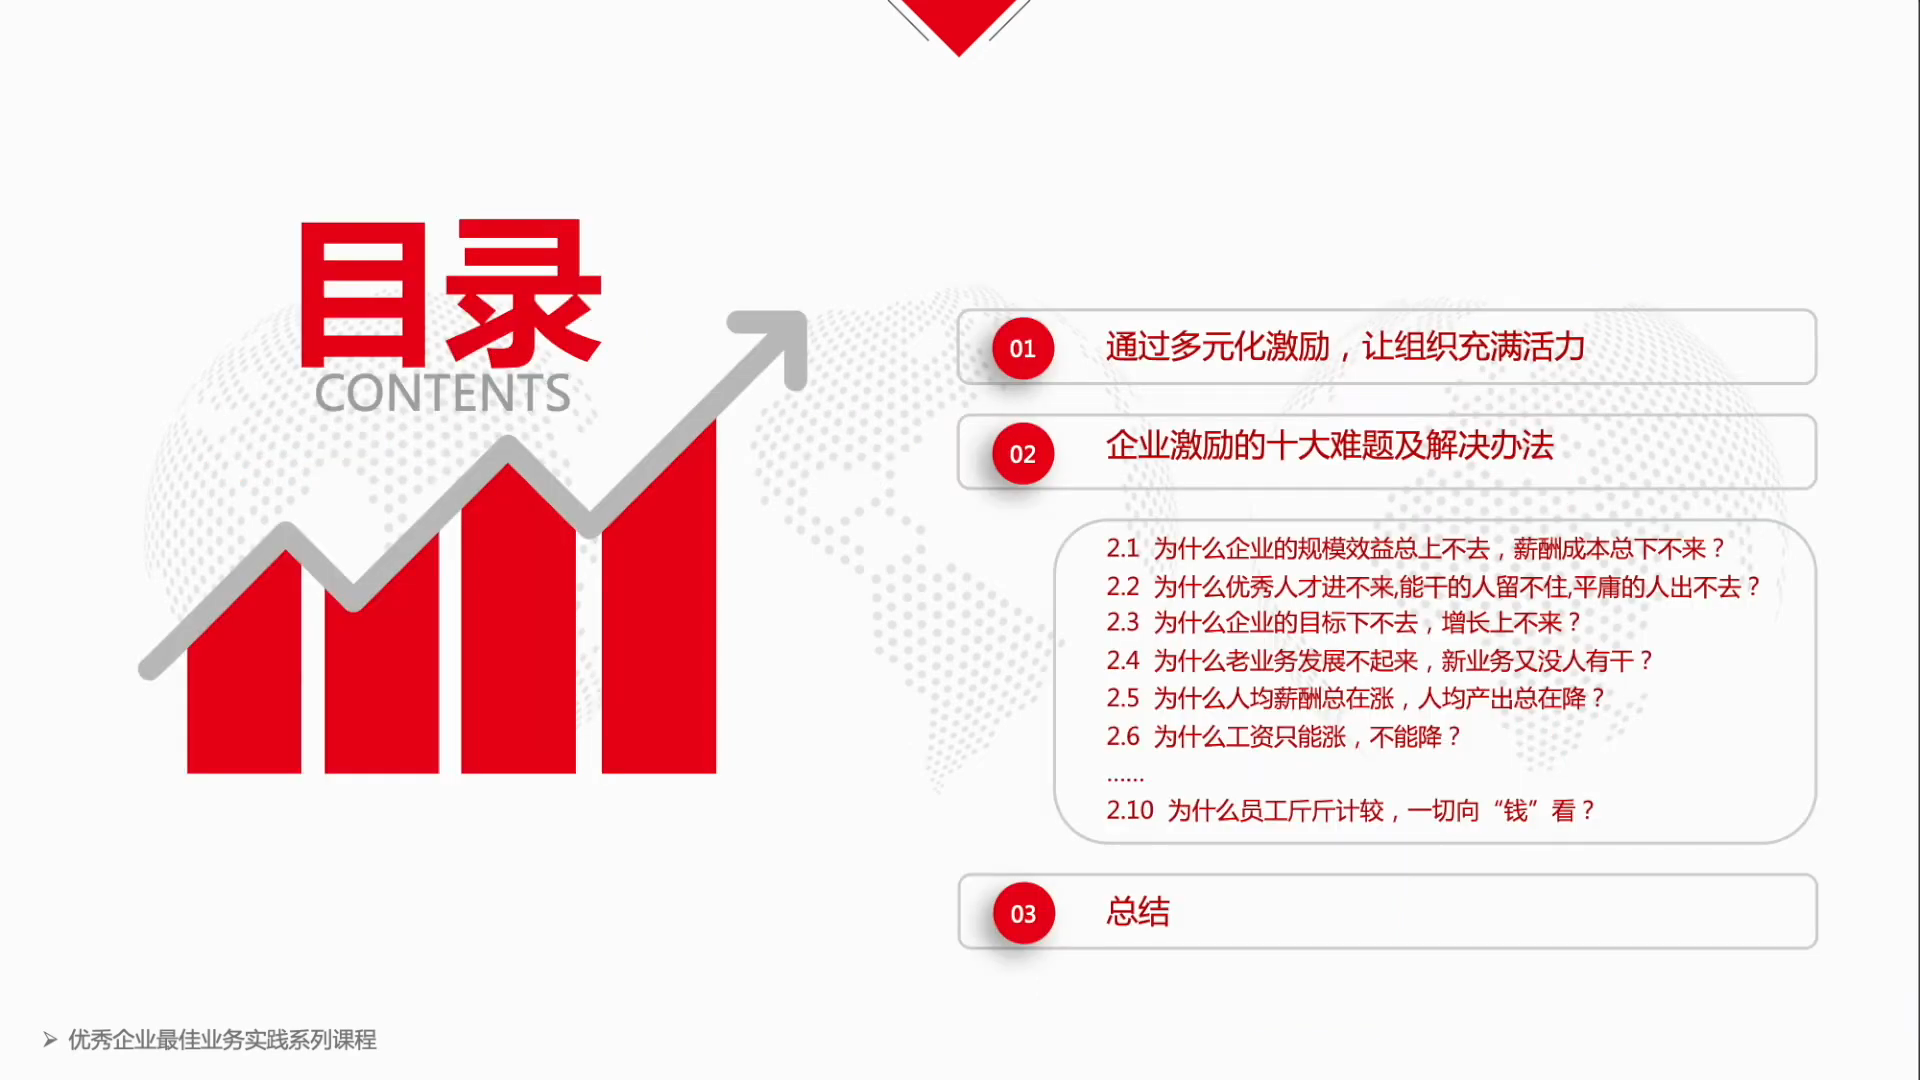 目录
CONTENTS
01 通过多元化激励，让组织充满活力
02 企业激励的十大难题及解决办法
2.1 为什么企业的规模效益总上不去，薪酬成本总下不来？
2.2 为什么优秀人才进不来,能干的人留不住,平庸的人出不去？
2.3 为什么企业的目标下不去，增长上不来？
2.4 为什么老业务发展不起来，新业务又没人有干？
2.5 为什么人均薪酬总在涨，人均产出总在降？
2.6 为什么工资只能涨，不能降？
......
2.10 为什么员工斤斤计较，一切向“钱”看？
03 总结
优秀企业最佳业务实践系列课程